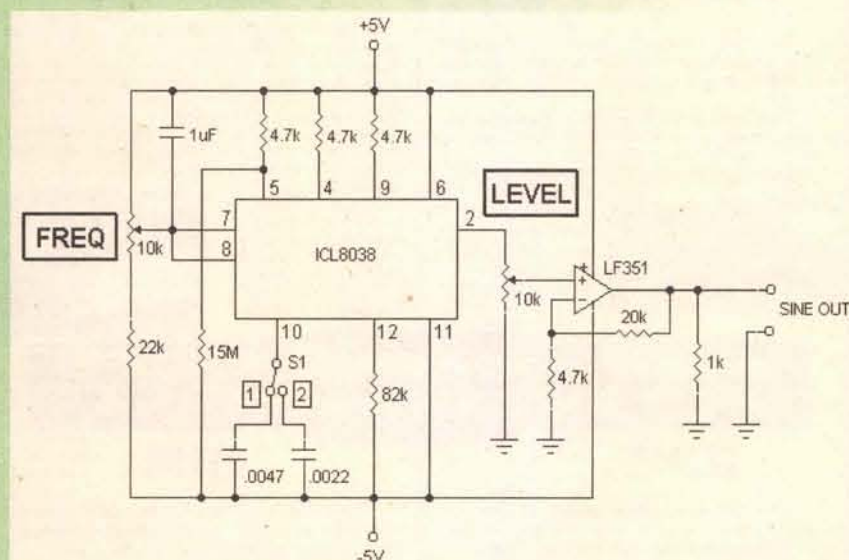 +5V
1uF
4.7k
4.7k
4.7k
5
4
9
6
LEVEL
FREQ
10k
7
8
ICL8038
2
LF351
+
+
−
10k
20k
SINE OUT
10
12
11
22k
15M
S1
1
2
82k
4.7k
1k
.0047
.0022
-5V